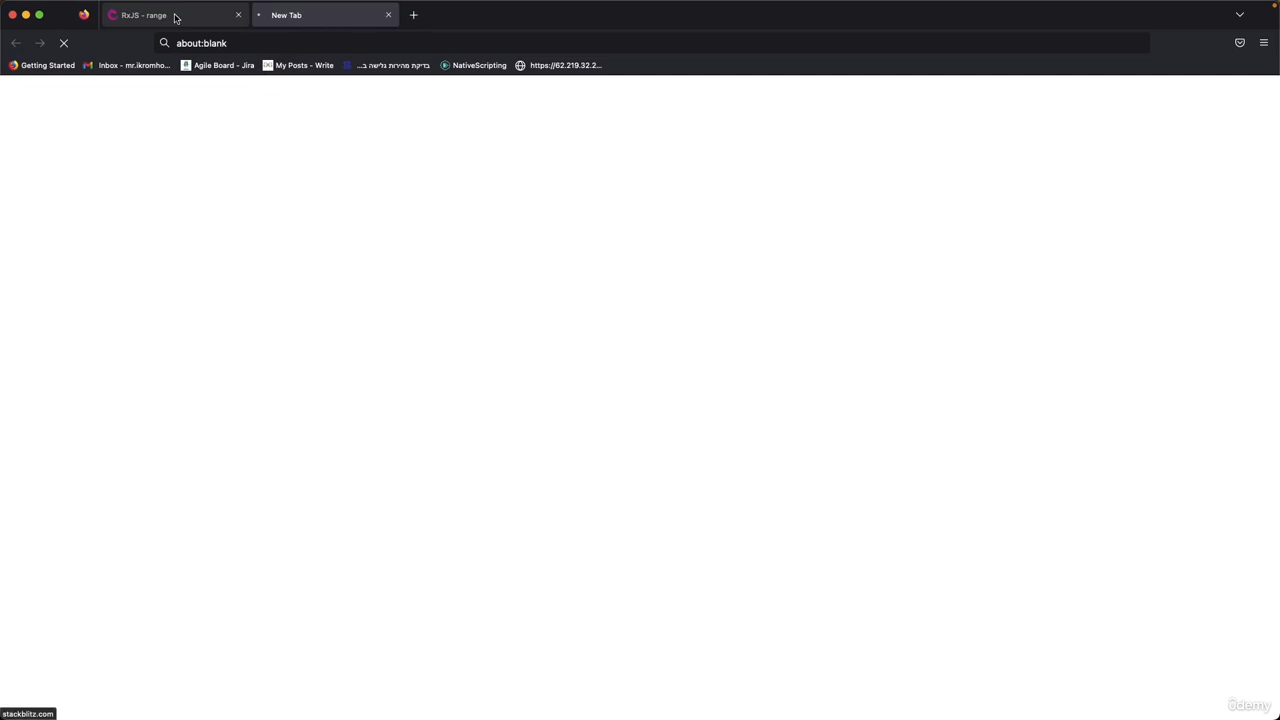 RxJS - range
New Tab
about:blank
Getting Started
Inbox - mr.ikromho...
Agile Board - Jira
My Posts - Write
בדיקת מהירות גלישה ב...
NativeScripting
https://62.219.32.2...
stackblitz.com
ûdemy